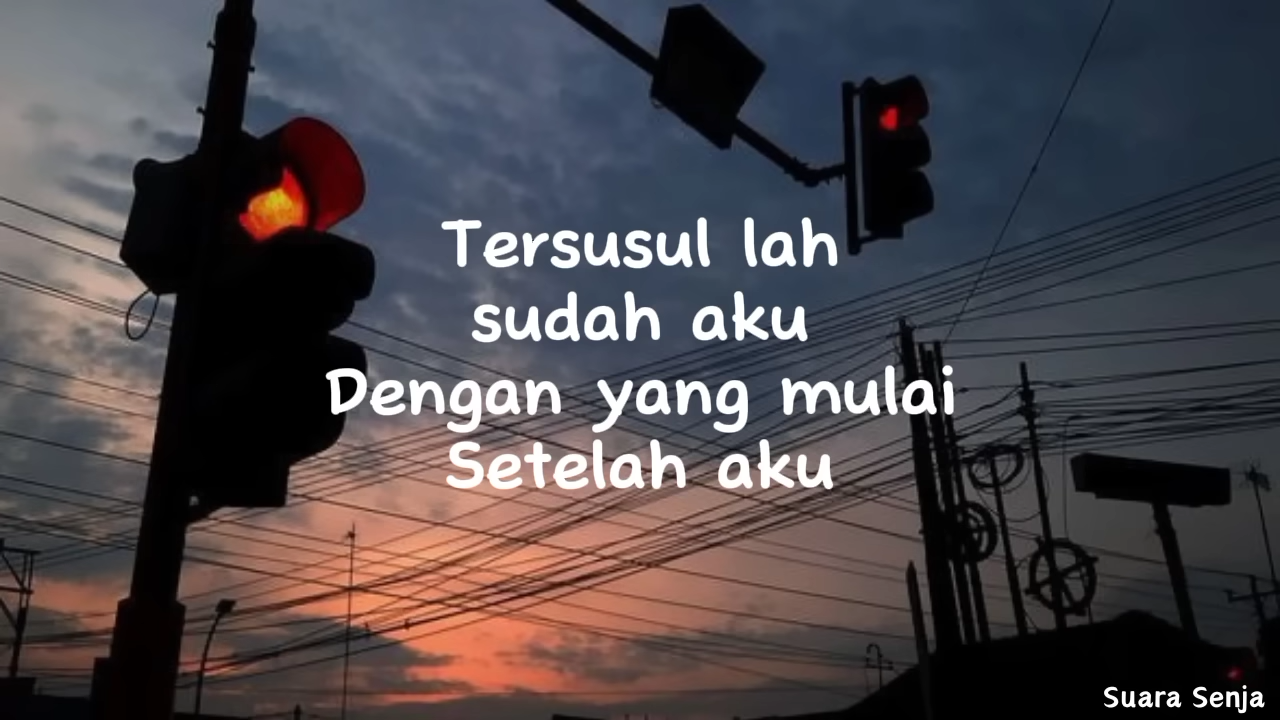 Tersusul lah
sudah aku
Dengan yang mulai
Setelah aku
Suara Senja